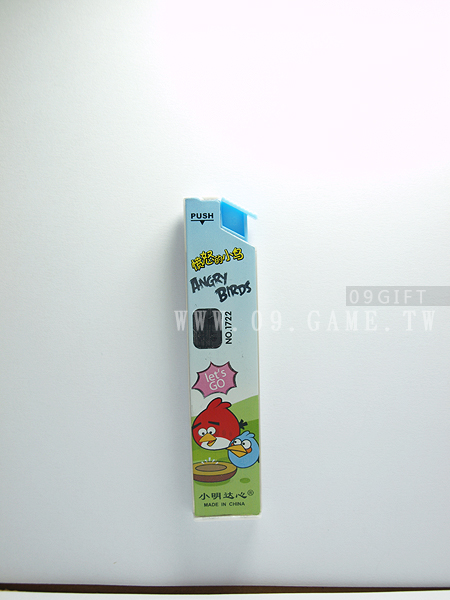 PUSH
愤怒的小鸟
ANGRY
BIRDS
09GIFT
WWW.09.GAME.TW
NO.1722
let's
GO
小明达心®
MADE IN CHINA